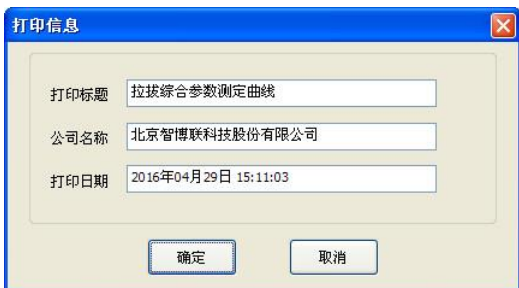 打印信息
打印标题 拉拔综合参数测定曲线
公司名称 北京智博联科技股份有限公司
打印日期 2016年04月29日 15:11:03
确定 取消